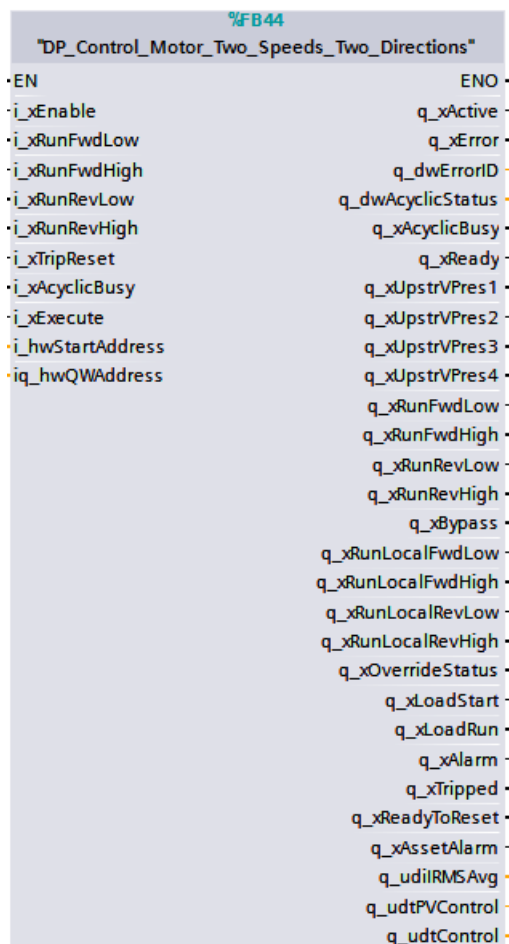 %FB44
"DP_Control_Motor_Two_Speeds_Two_Directions"
EN ENO
i_xEnable q_xActive
i_xRunFwdLow q_xError
i_xRunFwdHigh q_dwErrorID
i_xRunRevLow q_dwAcyclicStatus
i_xRunRevHigh q_xAcyclicBusy
i_xTripReset q_xReady
i_xAcyclicBusy q_xUpstrVPres1
i_xExecute q_xUpstrVPres2
i_hwStartAddress q_xUpstrVPres3
iq_hwQWAddress q_xUpstrVPres4
q_xRunFwdLow
q_xRunFwdHigh
q_xRunRevLow
q_xRunRevHigh
q_xBypass
q_xRunLocalFwdLow
q_xRunLocalFwdHigh
q_xRunLocalRevLow
q_xRunLocalRevHigh
q_xOverrideStatus
q_xLoadStart
q_xLoadRun
q_xAlarm
q_xTripped
q_xReadyToReset
q_xAssetAlarm
q_udiIRMSAvg
q_udtPVControl
q_udtControl